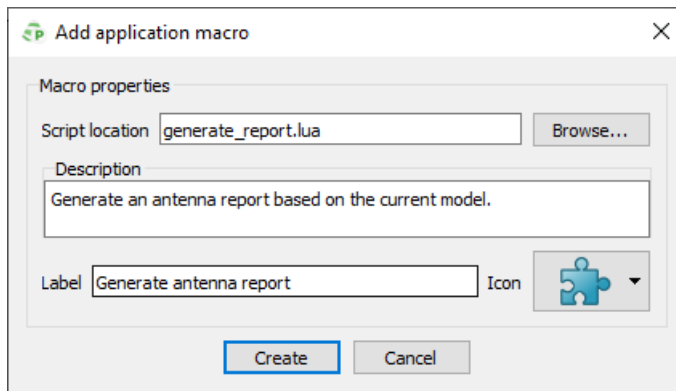 Add application macro
Macro properties
Script location generate_report.lua Browse...
Description
Generate an antenna report based on the current model.
Label Generate antenna report Icon
Create Cancel